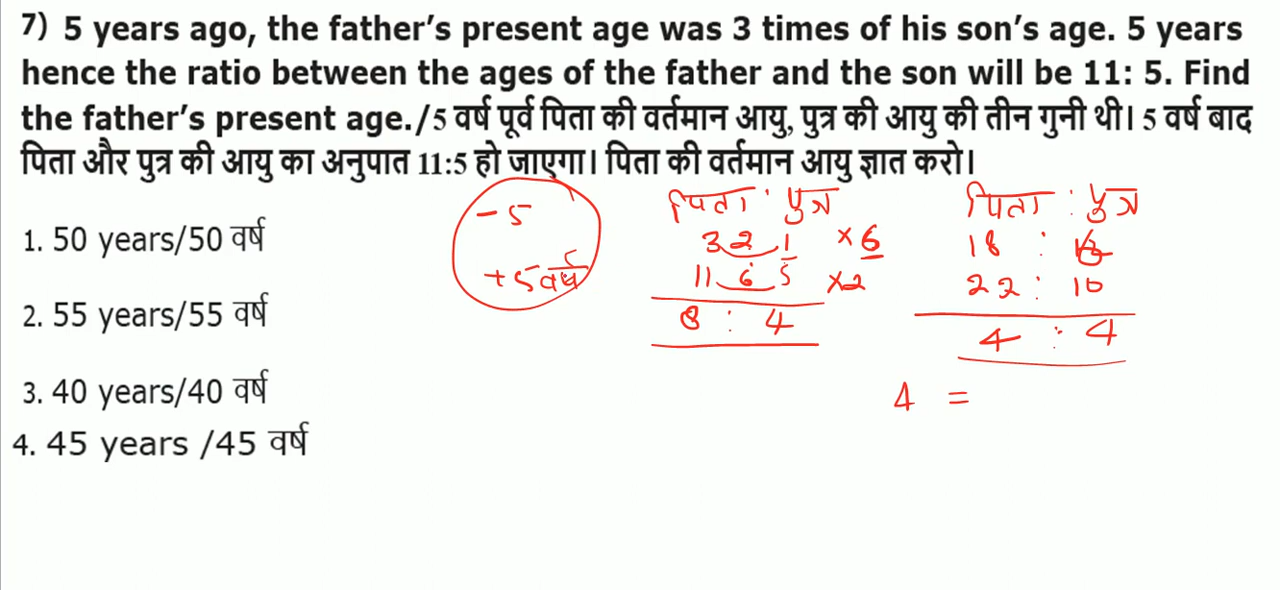 7) 5 years ago, the father’s present age was 3 times of his son’s age. 5 years
hence the ratio between the ages of the father and the son will be 11: 5. Find
the father’s present age./5 वर्ष पूर्व पिता की वर्तमान आयु, पुत्र की आयु की तीन गुनी थी। 5 वर्ष बाद
पिता और पुत्र की आयु का अनुपात 11:5 हो जाएगा। पिता की वर्तमान आयु ज्ञात करो।
पिता : पुत्र
पिता : पुत्र
- 5
+5 वर्ष
3 2 1 ×6
11 6 5 ×2
8 : 4
18 : 6
22 : 10
4 : 4
4 =
1. 50 years/50 वर्ष
2. 55 years/55 वर्ष
3. 40 years/40 वर्ष
4. 45 years /45 वर्ष